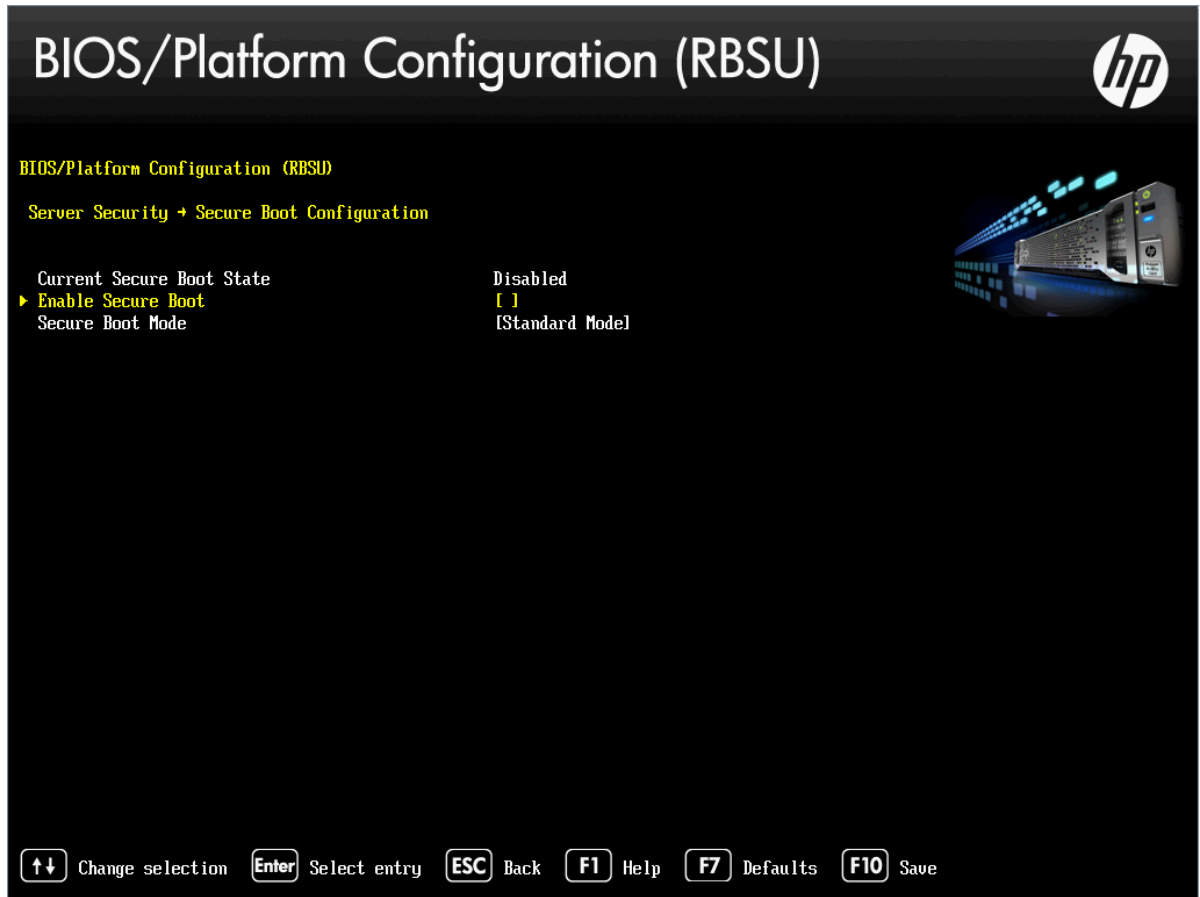 BIOS/Platform Configuration (RBSU)
hp
BIOS/Platform Configuration (RBSU)
Server Security → Secure Boot Configuration
Current Secure Boot State Disabled
Enable Secure Boot [ ]
Secure Boot Mode [Standard Mode]
↑↓ Change selection Enter Select entry ESC Back F1 Help F7 Defaults F10 Save